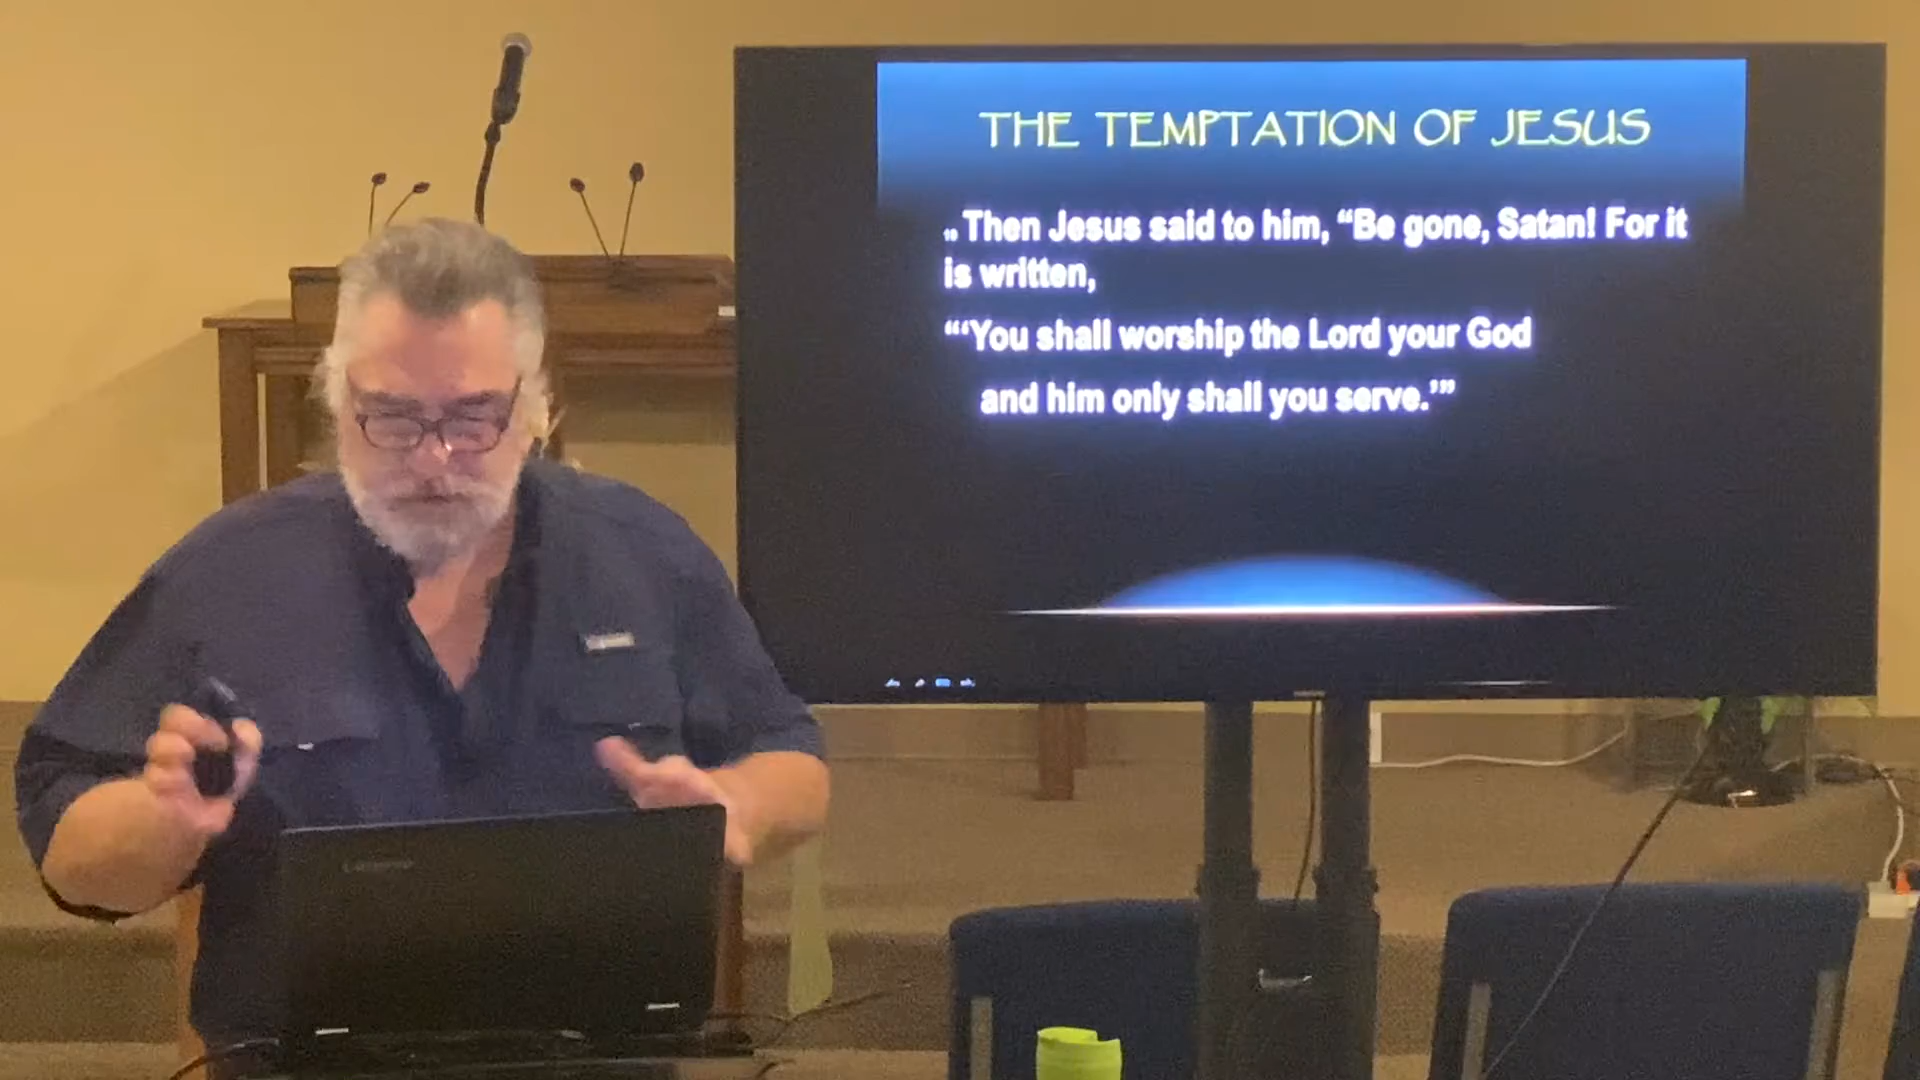 THE TEMPTATION OF JESUS
Then Jesus said to him, “Be gone, Satan! For it
is written,
“‘You shall worship the Lord your God
and him only shall you serve.’”